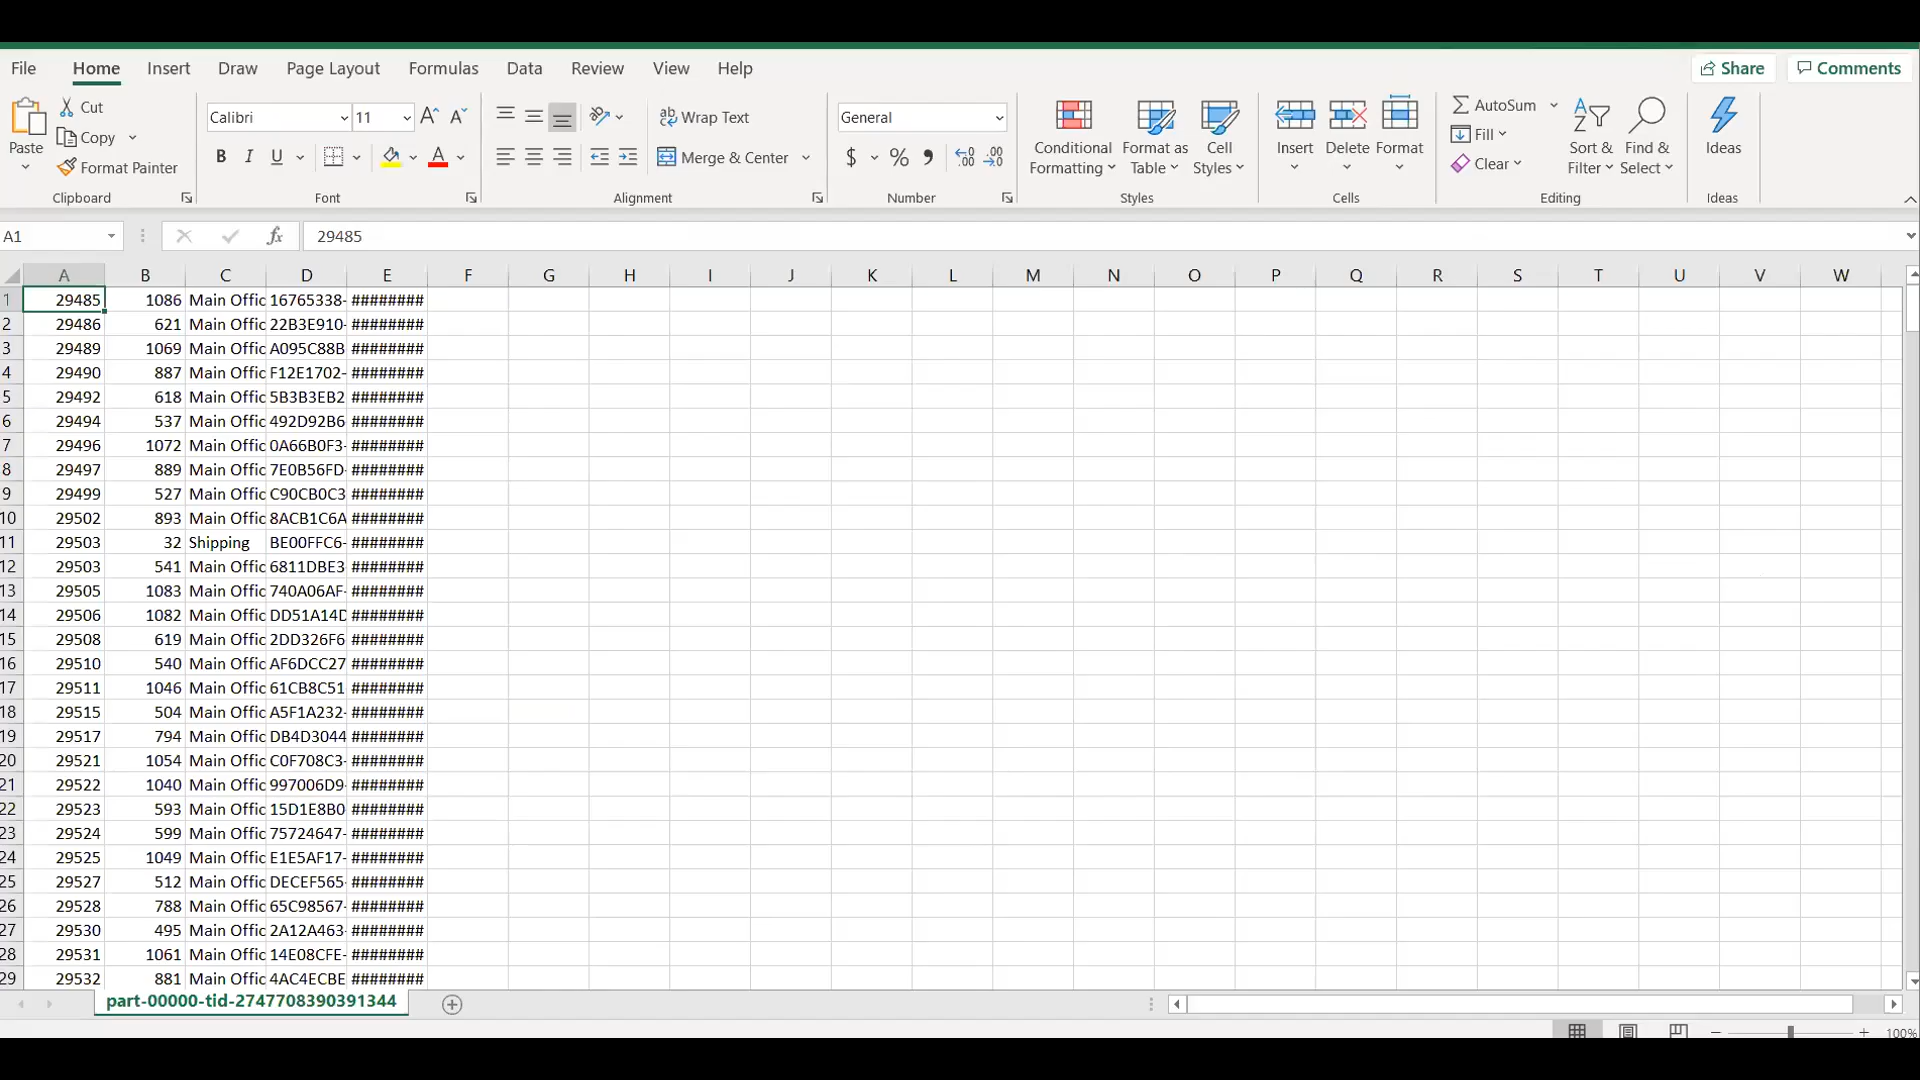 File Home Insert Draw Page Layout Formulas Data Review View Help Share Comments
Paste Cut Calibri 11 Wrap Text General Conditional Formatting Format as Table Cell Styles Insert Delete Format AutoSum Sort & Filter Find & Select Ideas
Copy B I U Merge & Center $ % Fill
Format Painter Clear
Clipboard Font Alignment Number Styles Cells Editing Ideas
A1 fx 29485
A B C D E F G H I J K L M N O P Q R S T U V W
1 29485 1086 Main Offic 16765338- ########
2 29486 621 Main Offic 22B3E910- ########
3 29489 1069 Main Offic A095C88B ########
4 29490 887 Main Offic F12E1702- ########
5 29492 618 Main Offic 5B3B3EB2 ########
6 29494 537 Main Offic 492D92B6 ########
7 29496 1072 Main Offic 0A66B0F3- ########
8 29497 889 Main Offic 7E0B56FD- ########
9 29499 527 Main Offic C90CB0C3 ########
10 29502 893 Main Offic 8ACB1C6A ########
11 29503 32 Shipping BE00FFC6- ########
12 29503 541 Main Offic 6811DBE3 ########
13 29505 1083 Main Offic 740A06AF- ########
14 29506 1082 Main Offic DD51A14D ########
15 29508 619 Main Offic 2DD326F6 ########
16 29510 540 Main Offic AF6DCC27 ########
17 29511 1046 Main Offic 61CB8C51 ########
18 29515 504 Main Offic A5F1A232- ########
19 29517 794 Main Offic DB4D3044 ########
20 29521 1054 Main Offic C0F708C3- ########
21 29522 1040 Main Offic 997006D9- ########
22 29523 593 Main Offic 15D1E8B0 ########
23 29524 599 Main Offic 75724647- ########
24 29525 1049 Main Offic E1E5AF17- ########
25 29527 512 Main Offic DECEF565- ########
26 29528 788 Main Offic 65C98567- ########
27 29530 495 Main Offic 2A12A463- ########
28 29531 1061 Main Offic 14E08CFE- ########
29 29532 881 Main Offic 4AC4ECBE ########
part-00000-tid-2747708390391344
100%